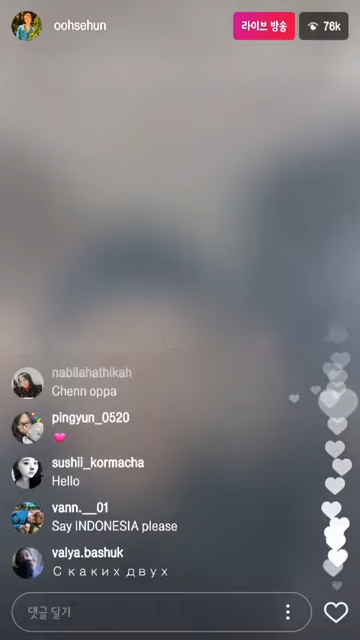 oohsehun
라이브 방송
76k
nabilahathikah
Chenn oppa
pingyun_0520
sushii_kormacha
Hello
vann.__01
Say INDONESIA please
valya.bashuk
С каких двух
댓글 달기